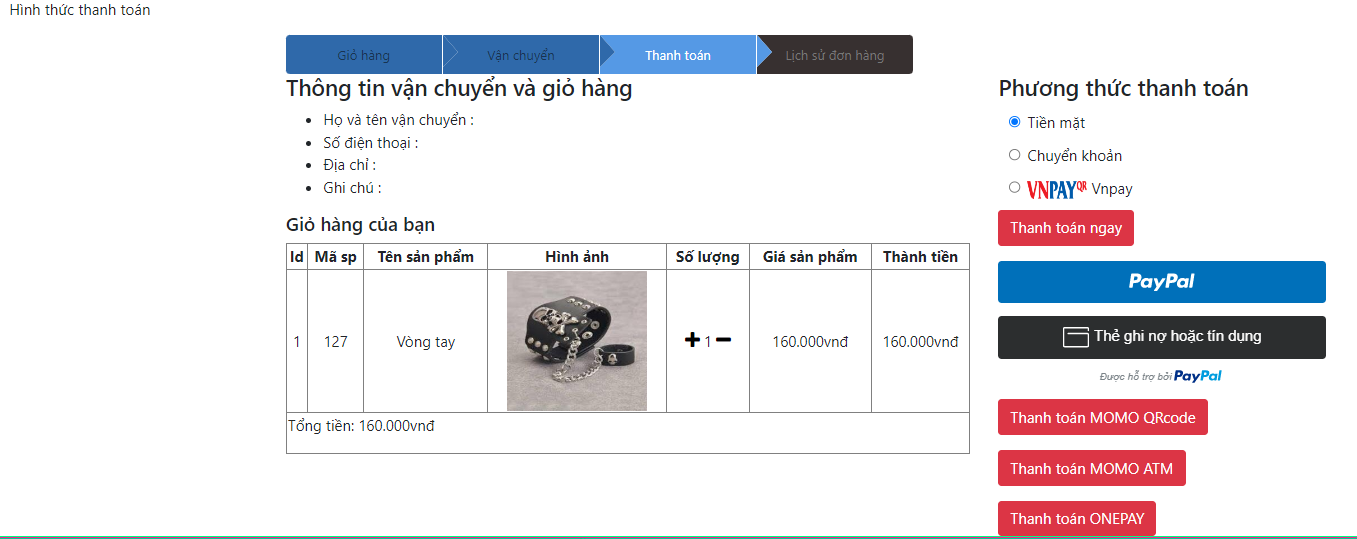 Hình thức thanh toán
Giỏ hàng Vận chuyển Thanh toán Lịch sử đơn hàng
Thông tin vận chuyển và giỏ hàng
Họ và tên vận chuyển :
Số điện thoại :
Địa chỉ :
Ghi chú :
Giỏ hàng của bạn
Id Mã sp Tên sản phẩm Hình ảnh Số lượng Giá sản phẩm Thành tiền
1 127 Vòng tay 1 160.000vnđ 160.000vnđ
Tổng tiền: 160.000vnđ
Phương thức thanh toán
Tiền mặt
Chuyển khoản
VNPAYQR Vnpay
Thanh toán ngay
PayPal
Thẻ ghi nợ hoặc tín dụng
Được hỗ trợ bởi PayPal
Thanh toán MOMO QRcode
Thanh toán MOMO ATM
Thanh toán ONEPAY